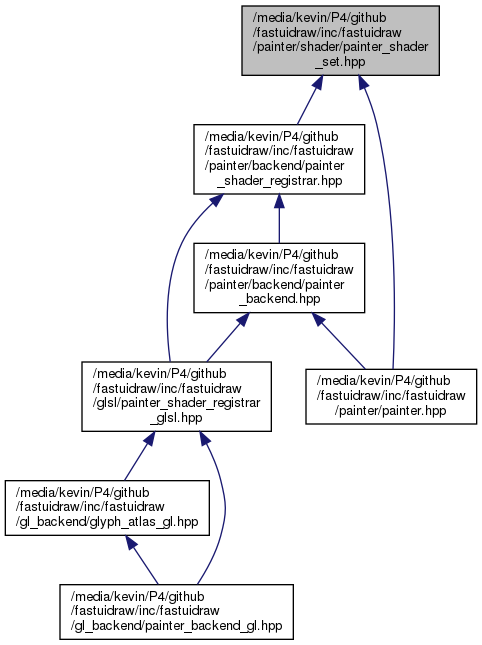 /media/kevin/P4/github
/fastuidraw/inc/fastuidraw
/painter/shader/painter_shader
_set.hpp
/media/kevin/P4/github
/fastuidraw/inc/fastuidraw
/painter/backend/painter
_shader_registrar.hpp
/media/kevin/P4/github
/fastuidraw/inc/fastuidraw
/painter/backend/painter
_backend.hpp
/media/kevin/P4/github
/fastuidraw/inc/fastuidraw
/glsl/painter_shader_registrar
_glsl.hpp
/media/kevin/P4/github
/fastuidraw/inc/fastuidraw
/painter/painter.hpp
/media/kevin/P4/github
/fastuidraw/inc/fastuidraw
/gl_backend/glyph_atlas_gl.hpp
/media/kevin/P4/github
/fastuidraw/inc/fastuidraw
/gl_backend/painter_backend_gl.hpp